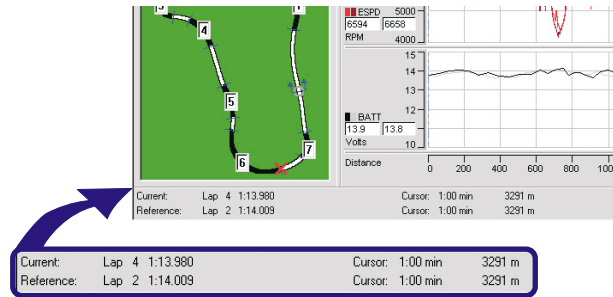 3
4
1
5
6
7
ESPD 5000
6594 6658
RPM 4000
15
14
13
12
11
10
BATT
13.9 13.8
Volts
Distance 0 200 400 600 800
Current: Lap 4 1:13.980 Cursor: 1:00 min 3291 m
Reference: Lap 2 1:14.009 Cursor: 1:00 min 3291 m
Current: Lap 4 1:13.980 Cursor: 1:00 min 3291 m
Reference: Lap 2 1:14.009 Cursor: 1:00 min 3291 m